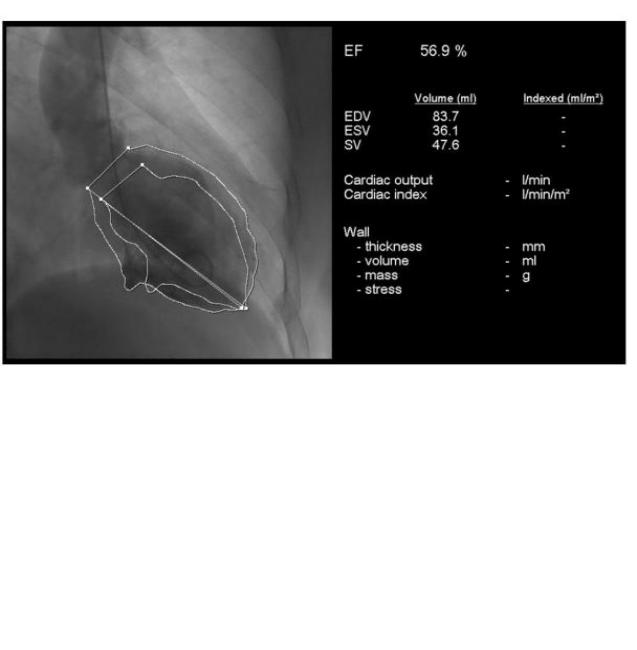 EF 56.9 %
Volume (ml) Indexed (ml/m²)
EDV 83.7 -
ESV 36.1 -
SV 47.6 -
Cardiac output - l/min
Cardiac index - l/min/m²
Wall
- thickness - mm
- volume - ml
- mass - g
- stress -